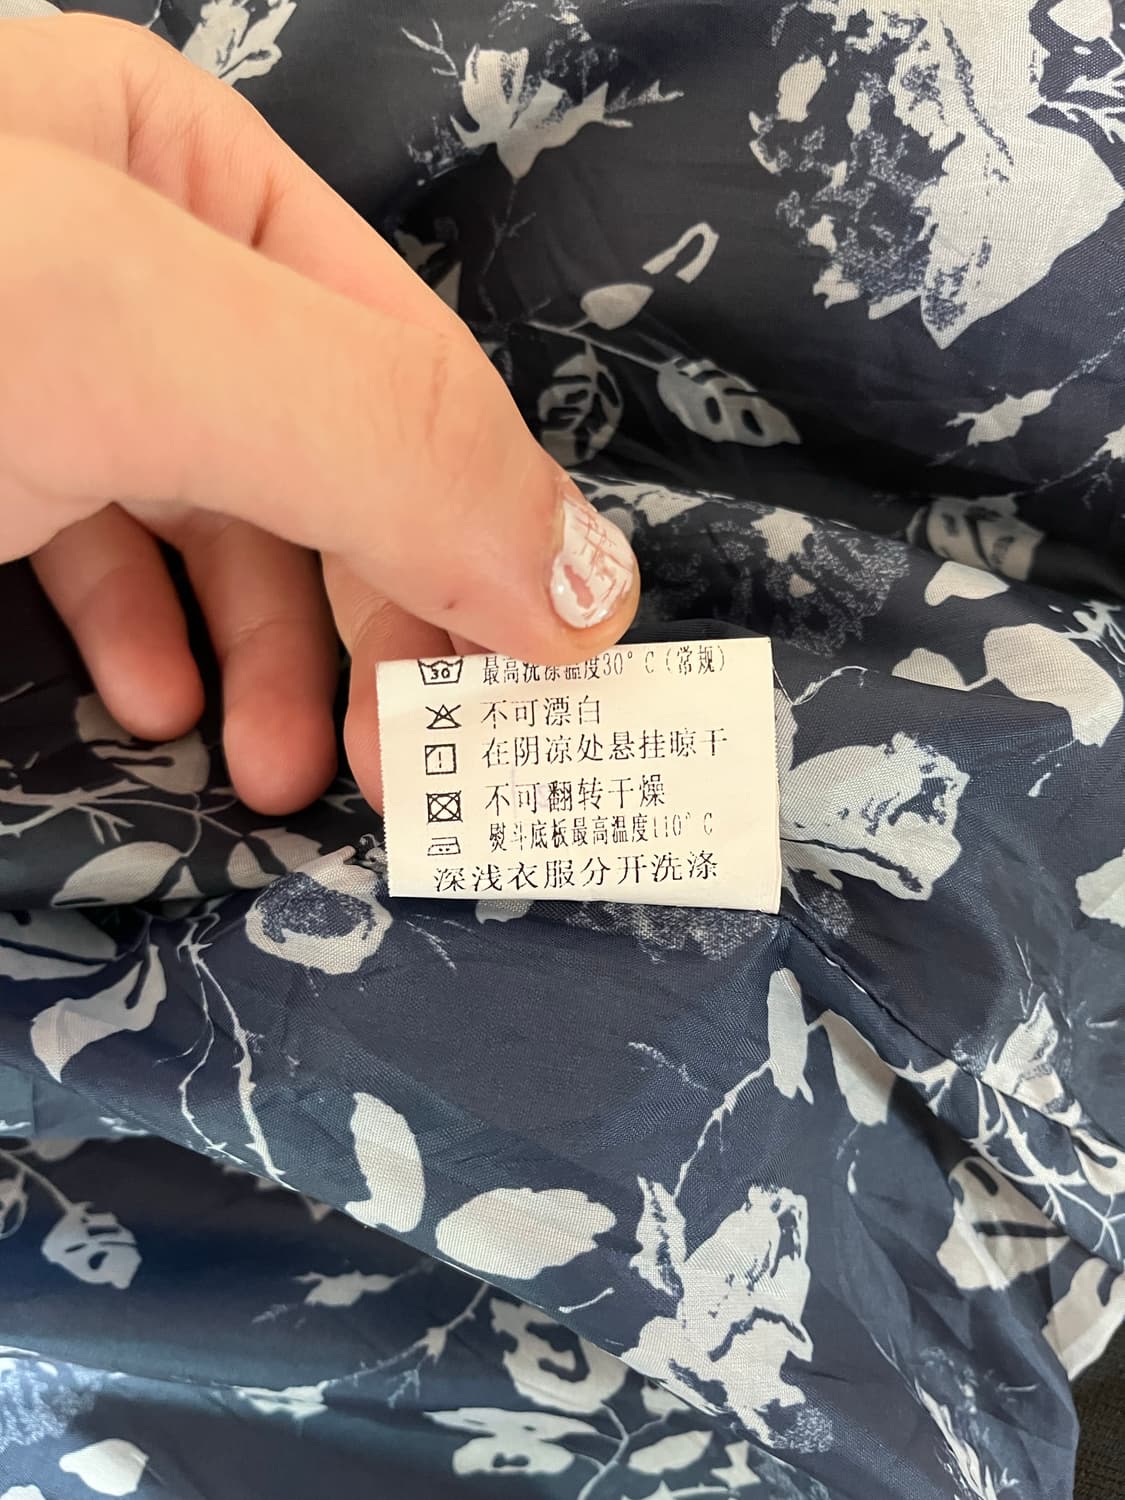 30 最高洗涤温度30° C(常规)
不可漂白
在阴凉处悬挂晾干
不可翻转干燥
熨斗底板最高温度110° C
深浅衣服分开洗涤